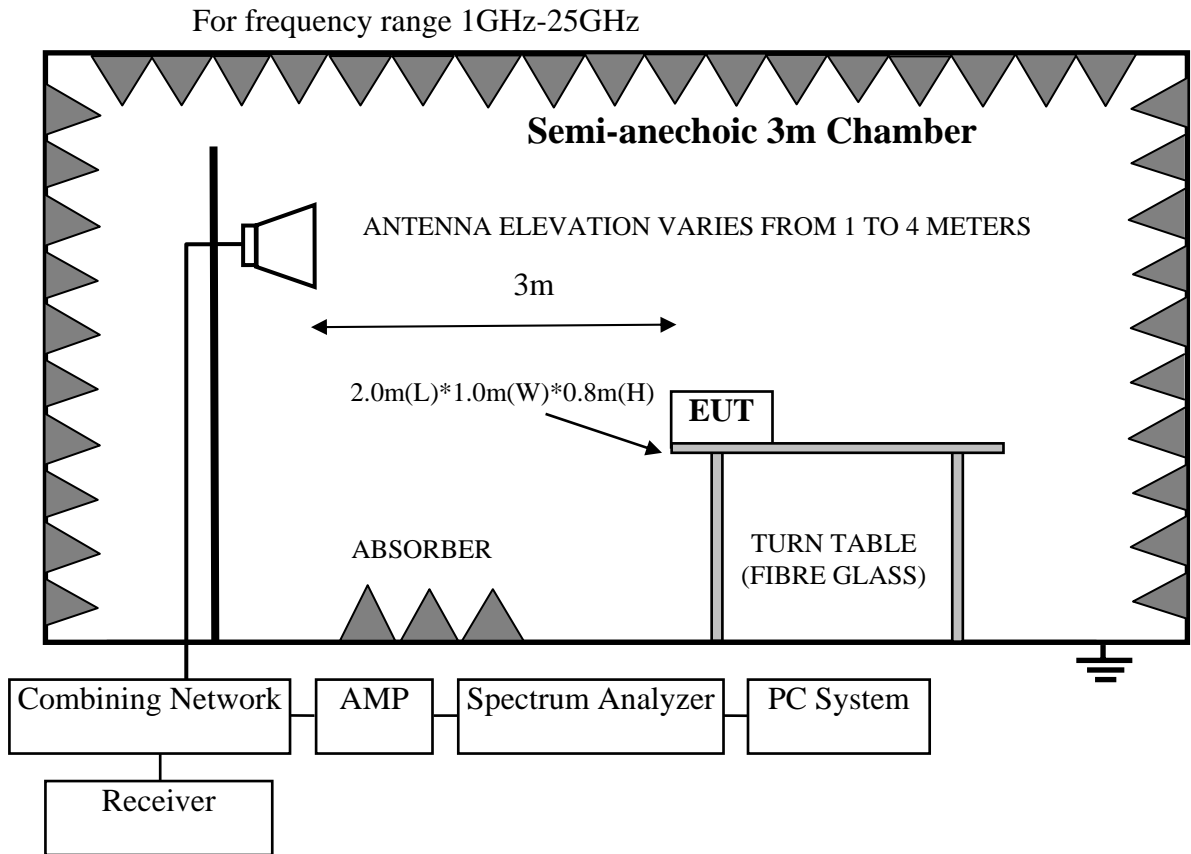 For frequency range 1GHz-25GHz
Semi-anechoic 3m Chamber
ANTENNA ELEVATION VARIES FROM 1 TO 4 METERS
3m
2.0m(L)*1.0m(W)*0.8m(H)
EUT
ABSORBER
TURN TABLE
(FIBRE GLASS)
Combining Network
AMP
Spectrum Analyzer
PC System
Receiver